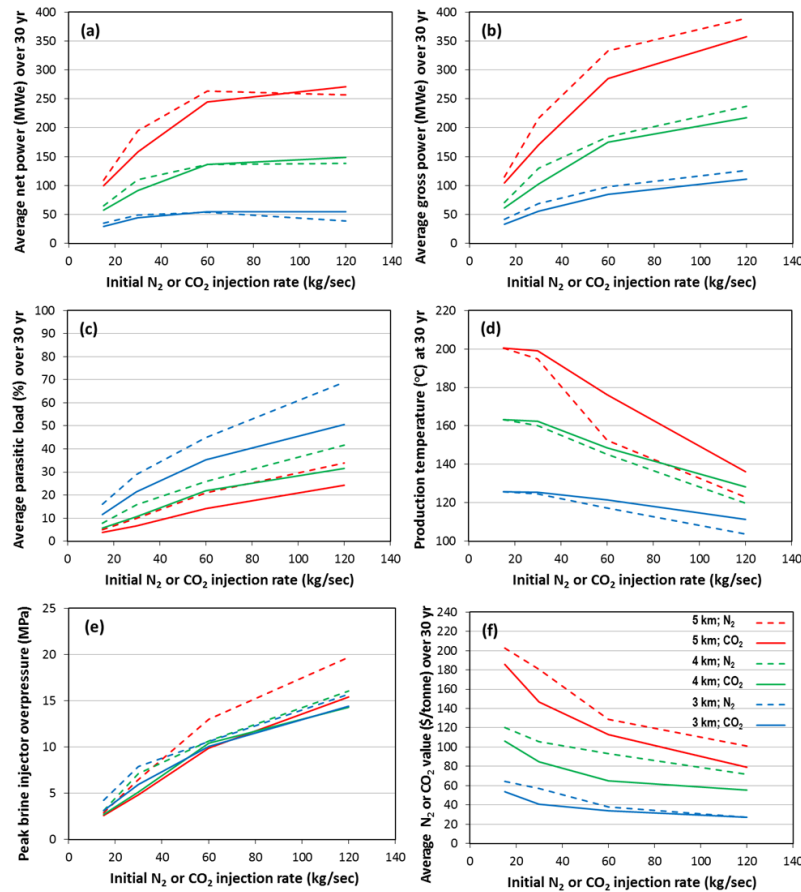 (a)
Average net power (MWe) over 30 yr
400
350
300
250
200
150
100
50
0
0 20 40 60 80 100 120 140
Initial N₂ or CO₂ injection rate (kg/sec)
(b)
Average gross power (MWe) over 30 yr
400
350
300
250
200
150
100
50
0
0 20 40 60 80 100 120 140
Initial N₂ or CO₂ injection rate (kg/sec)
(c)
Average parasitic load (%) over 30 yr
100
90
80
70
60
50
40
30
20
10
0
0 20 40 60 80 100 120 140
Initial N₂ or CO₂ injection rate (kg/sec)
(d)
Production temperature (°C) at 30 yr
220
200
180
160
140
120
100
0 20 40 60 80 100 120 140
Initial N₂ or CO₂ injection rate (kg/sec)
(e)
Peak brine injector overpressure (MPa)
25
20
15
10
5
0
0 20 40 60 80 100 120 140
Initial N₂ or CO₂ injection rate (kg/sec)
(f)
Average N₂ or CO₂ value ($/tonne) over 30 yr
240
220
200
180
160
140
120
100
80
60
40
20
0
0 20 40 60 80 100 120 140
Initial N₂ or CO₂ injection rate (kg/sec)
5 km; N₂
5 km; CO₂
4 km; N₂
4 km; CO₂
3 km; N₂
3 km; CO₂